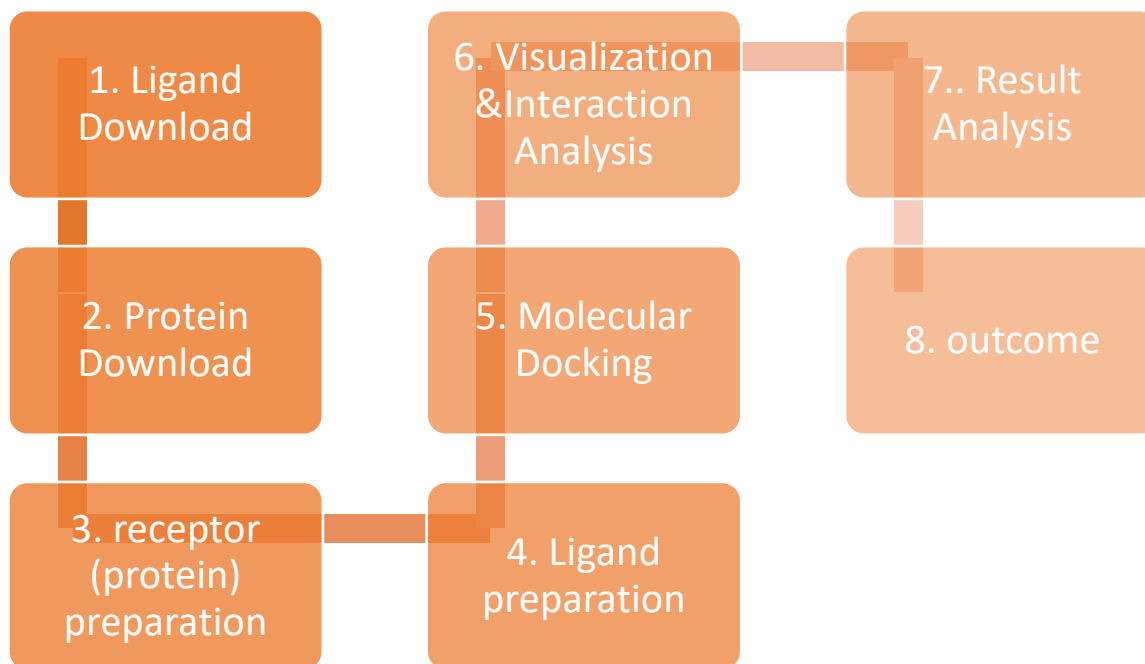 1. Ligand
Download
2. Protein
Download
3. receptor
(protein)
preparation
4. Ligand
preparation
5. Molecular
Docking
6. Visualization
&Interaction
Analysis
7.. Result
Analysis
8. outcome